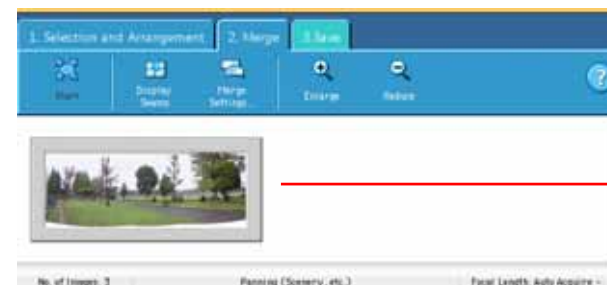 1. Selection and Arrangement
2. Merge
3. Save
Start
Display
Seams
Merge
Settings...
Enlarge
Reduce
?
No. of Images: 3
Panning (Scenery, etc.)
Focal Length: Auto Acquire -